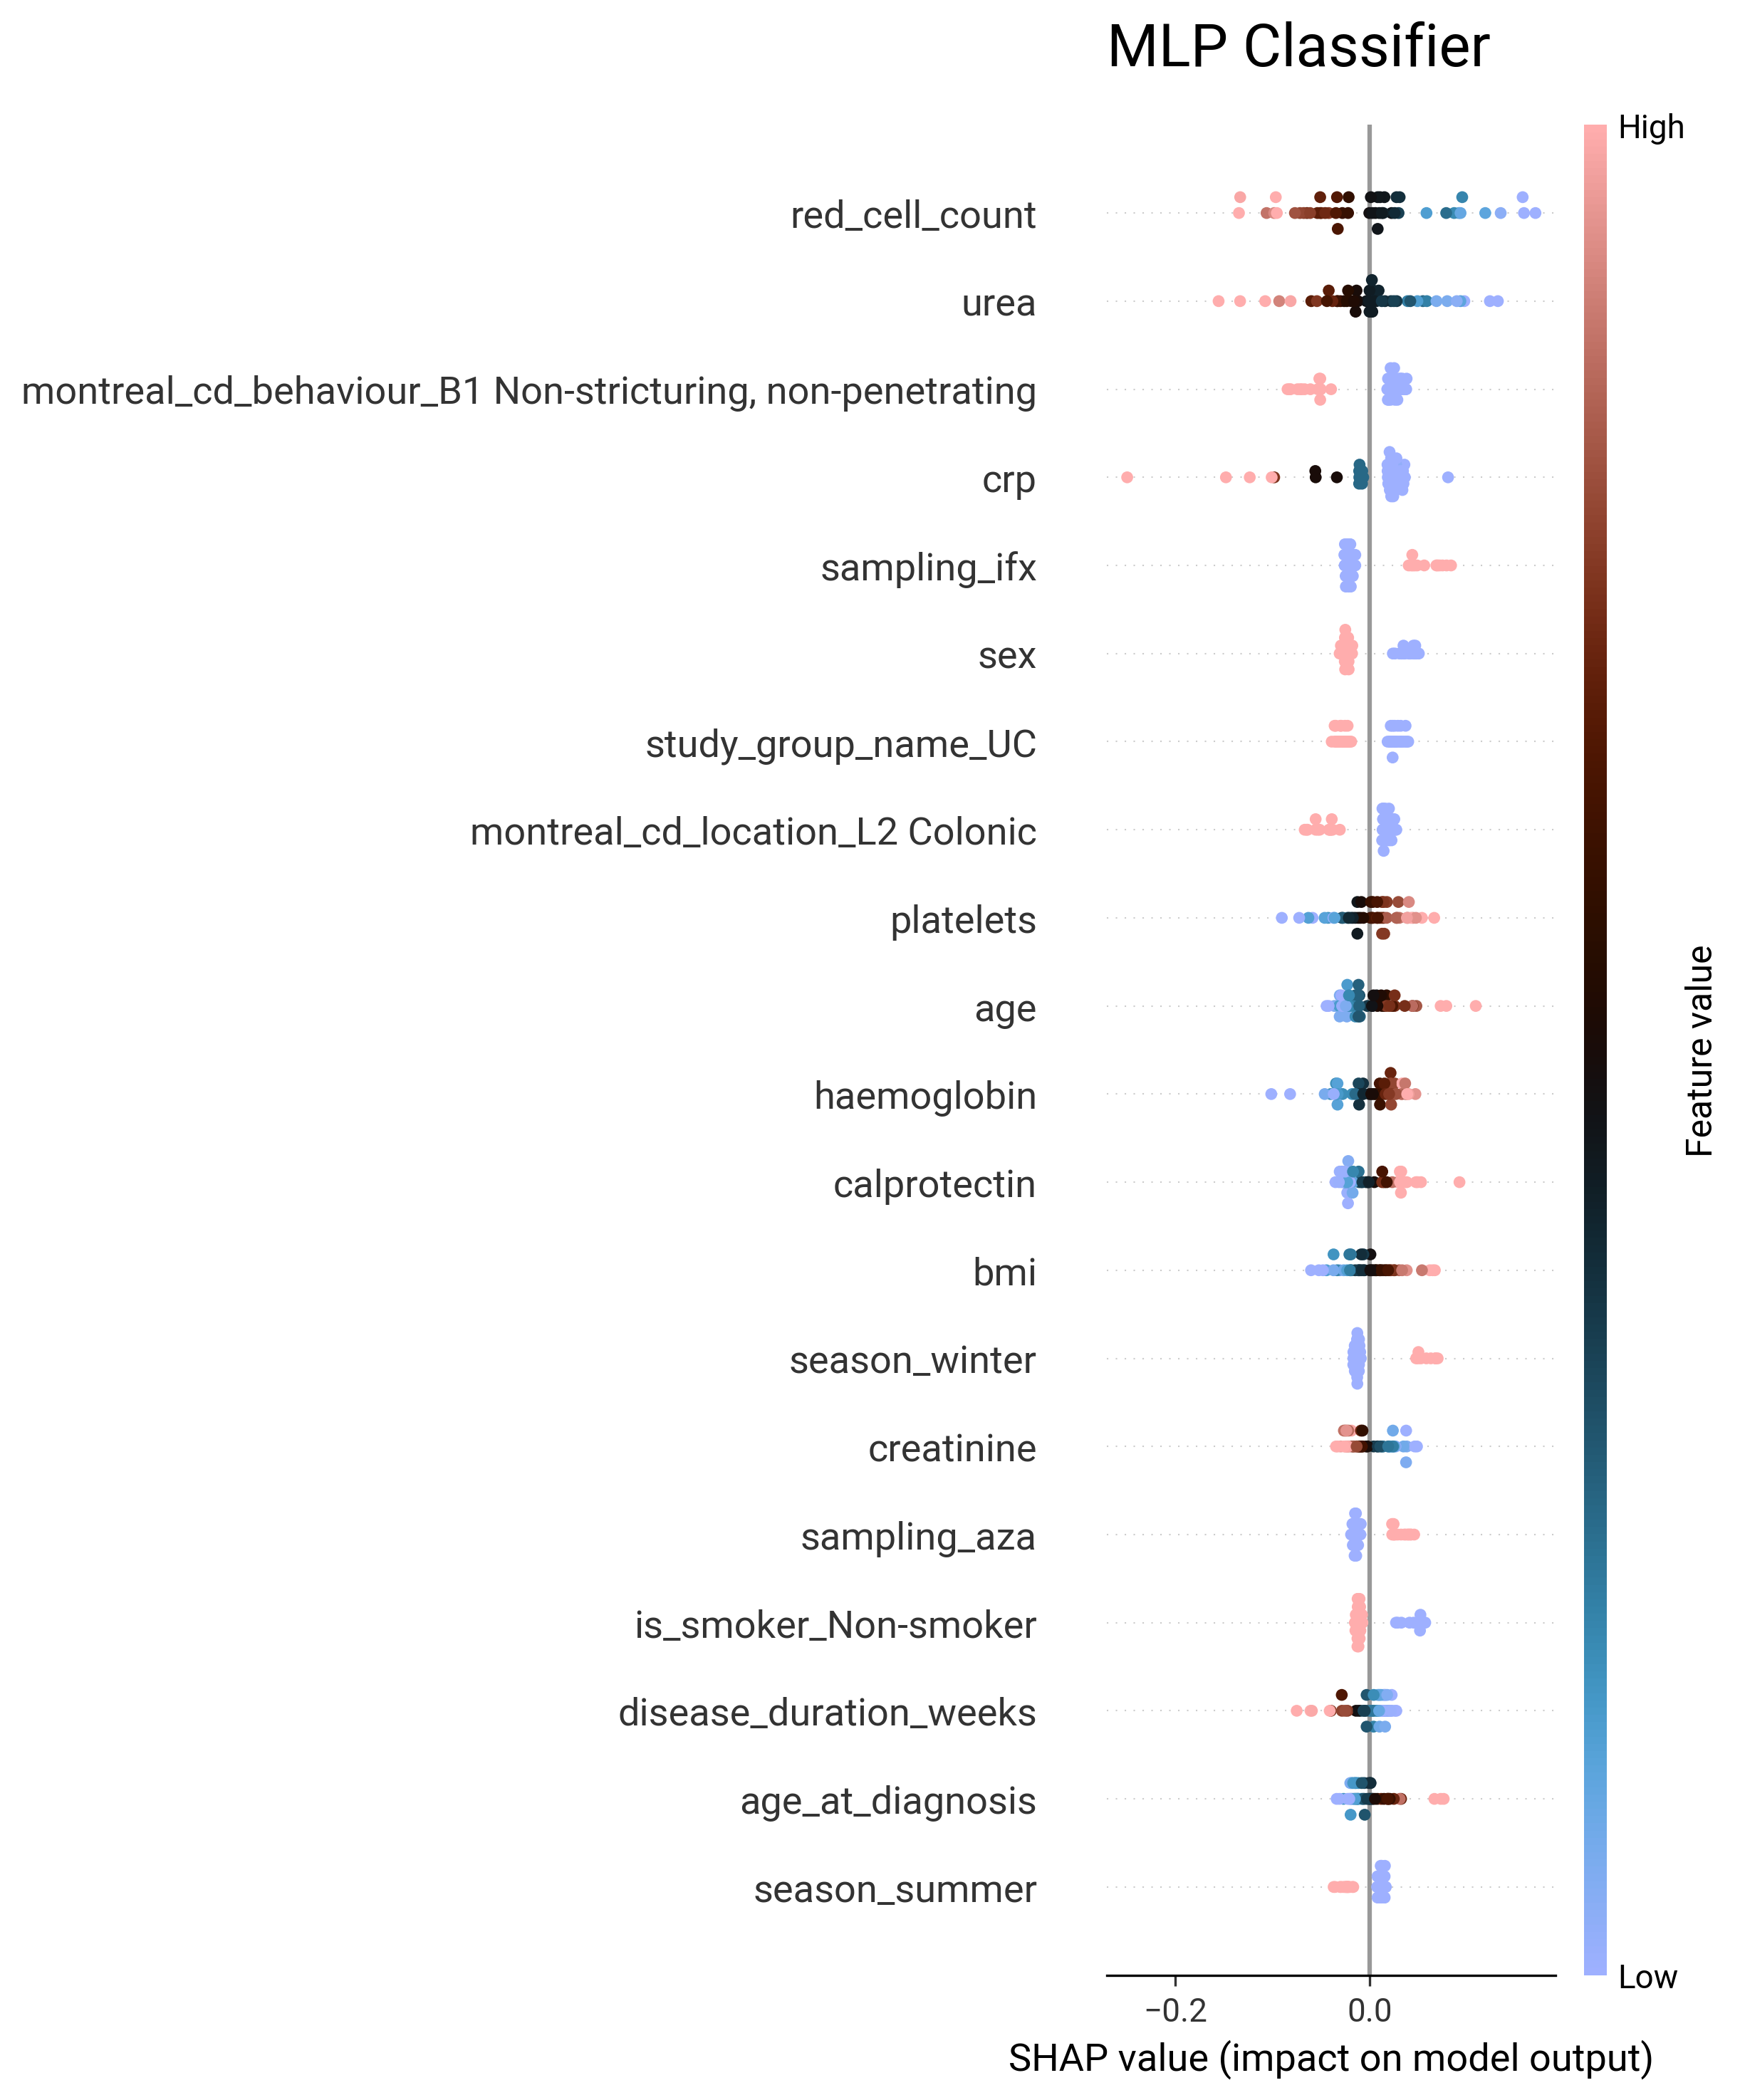 MLP Classifier
High
red_cell_count
urea
montreal_cd_behaviour_B1 Non-stricturing, non-penetrating
crp
sampling_ifx
sex
study_group_name_UC
montreal_cd_location_L2 Colonic
platelets
age
haemoglobin
calprotectin
bmi
season_winter
creatinine
sampling_aza
is_smoker_Non-smoker
disease_duration_weeks
age_at_diagnosis
season_summer
Feature value
Low
−0.2 0.0
SHAP value (impact on model output)